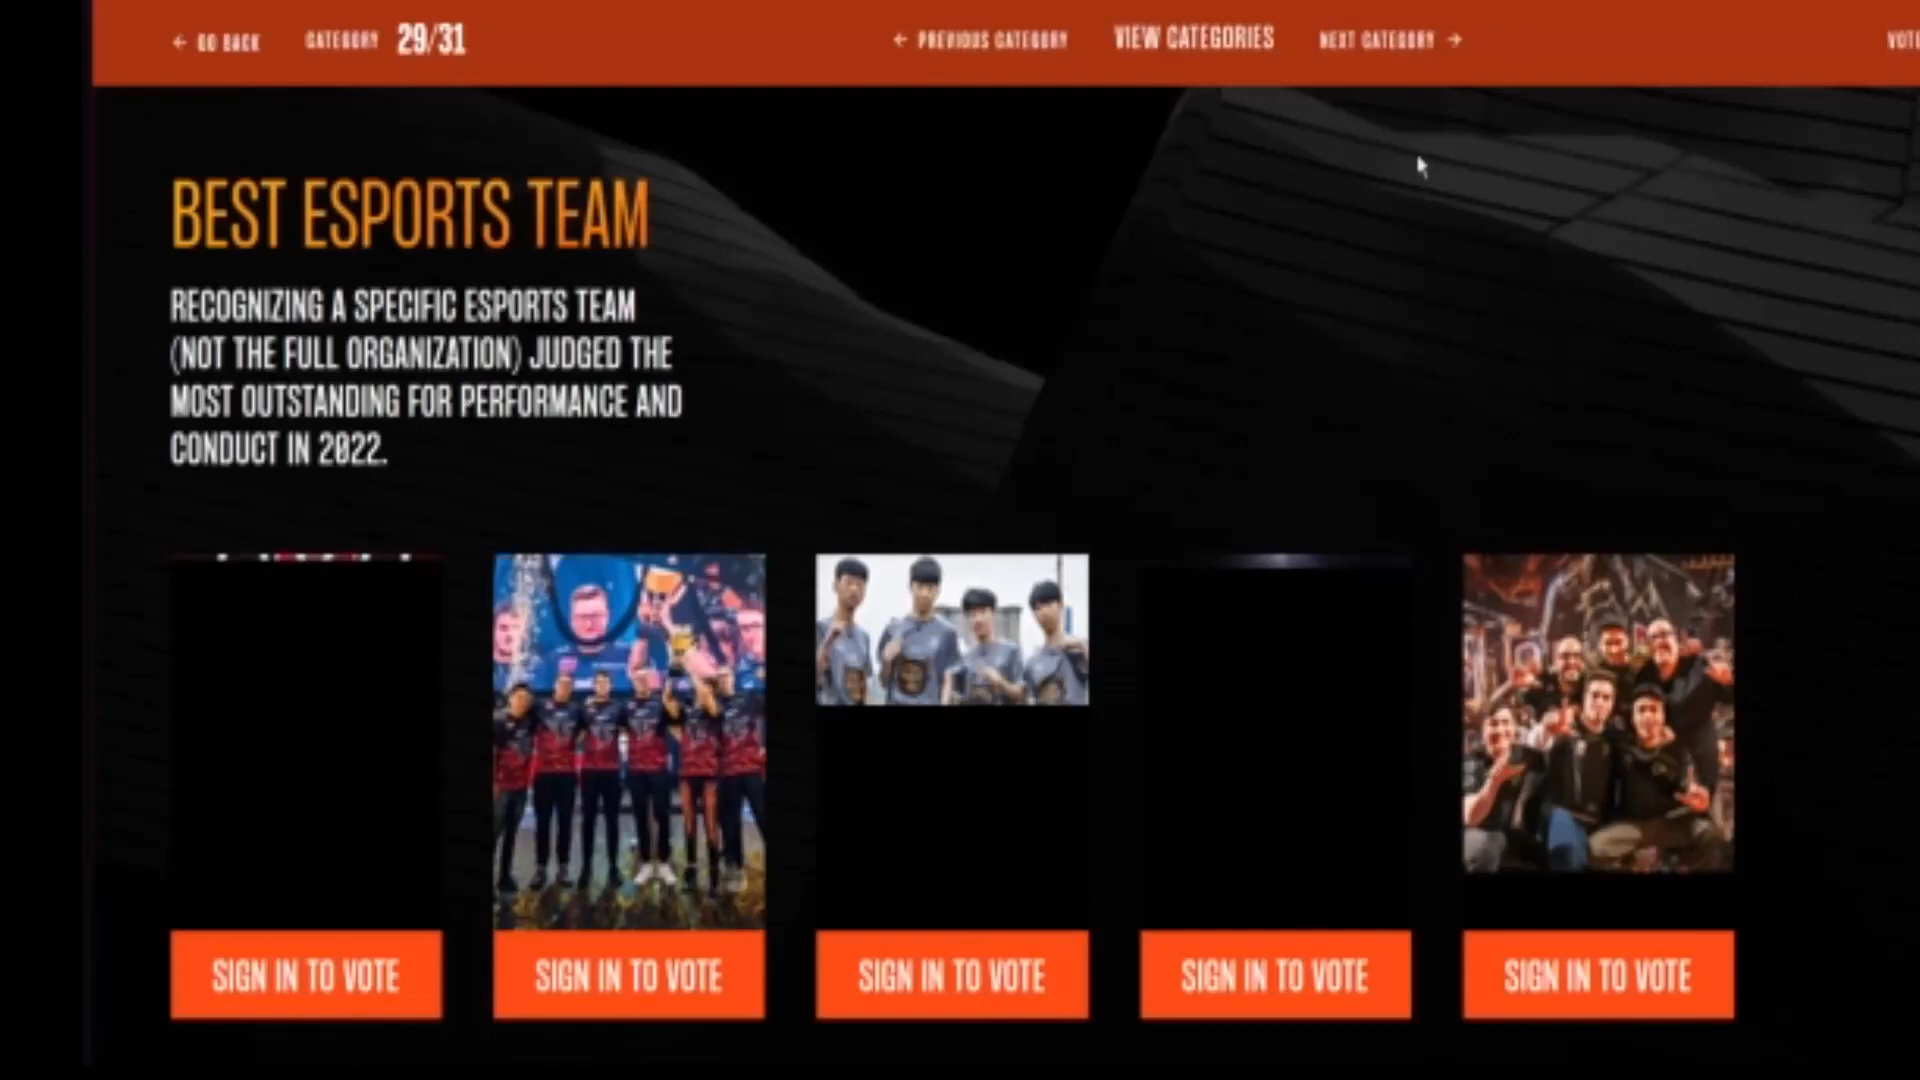 ← GO BACK
CATEGORY 29/31
← PREVIOUS CATEGORY
VIEW CATEGORIES
NEXT CATEGORY →
VOTE
BEST ESPORTS TEAM
RECOGNIZING A SPECIFIC ESPORTS TEAM
(NOT THE FULL ORGANIZATION) JUDGED THE
MOST OUTSTANDING FOR PERFORMANCE AND
CONDUCT IN 2022.
SIGN IN TO VOTE
SIGN IN TO VOTE
SIGN IN TO VOTE
SIGN IN TO VOTE
SIGN IN TO VOTE